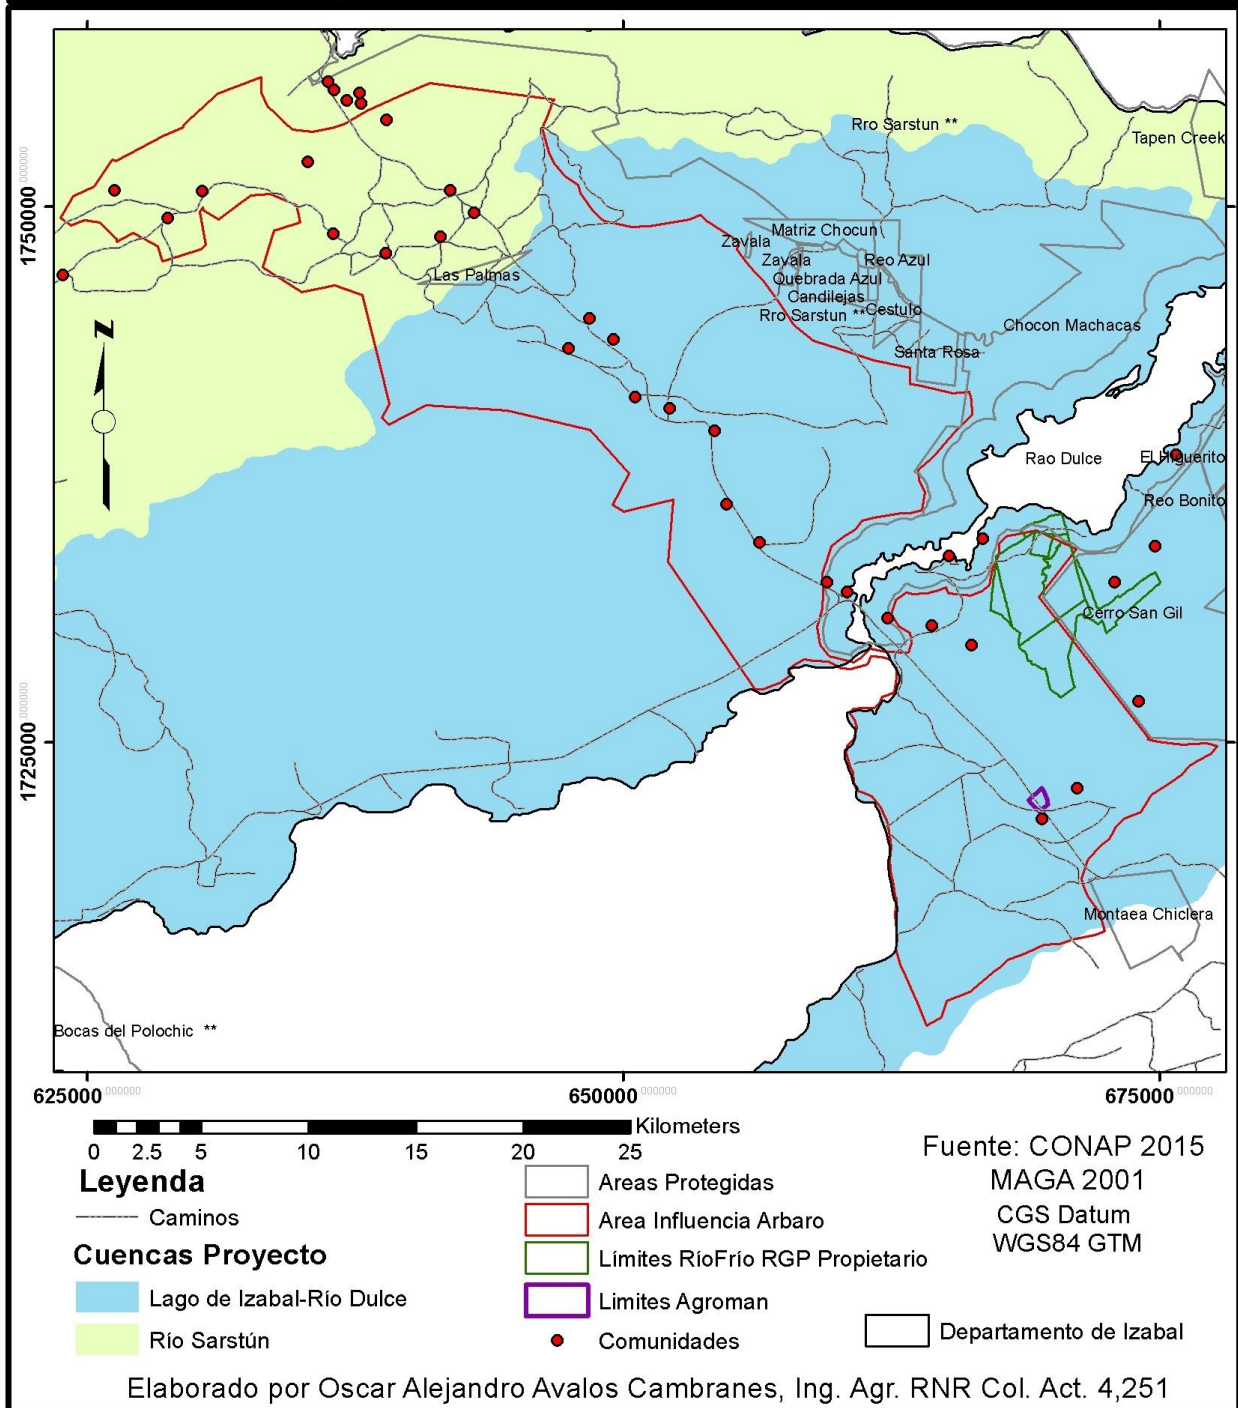 Rro Sarstun **
Tapen Creek
1750000.000000
Matriz Chocun
Zavala
Zavala
Reo Azul
Las Palmas
Quebrada Azul
Candilejas
Rro Sarstun **
Cestulo
Chocon Machacas
Santa Rosa
Z
Rao Dulce
El Higuerito
Reo Bonito
Cerro San Gil
1725000.000000
Montaea Chiclera
Bocas del Polochic **
625000.000000
650000.000000
675000.000000
Kilometers
0 2.5 5 10 15 20 25
Leyenda
Caminos
Cuencas Proyecto
Lago de Izabal-Río Dulce
Río Sarstún
Areas Protegidas
Area Influencia Arbaro
Límites RíoFrío RGP Propietario
Limites Agroman
Comunidades
Fuente: CONAP 2015
MAGA 2001
CGS Datum
WGS84 GTM
Departamento de Izabal
Elaborado por Oscar Alejandro Avalos Cambranes, Ing. Agr. RNR Col. Act. 4,251